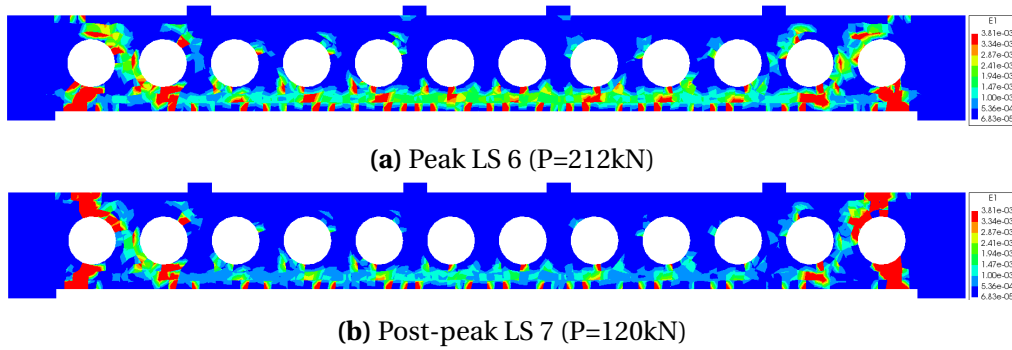 E1
3.81e-03
3.34e-03
2.87e-03
2.41e-03
1.94e-03
1.47e-03
1.00e-03
5.36e-04
6.83e-05
(a) Peak LS 6 (P=212kN)
E1
3.81e-03
3.34e-03
2.87e-03
2.41e-03
1.94e-03
1.47e-03
1.00e-03
5.36e-04
6.83e-05
(b) Post-peak LS 7 (P=120kN)